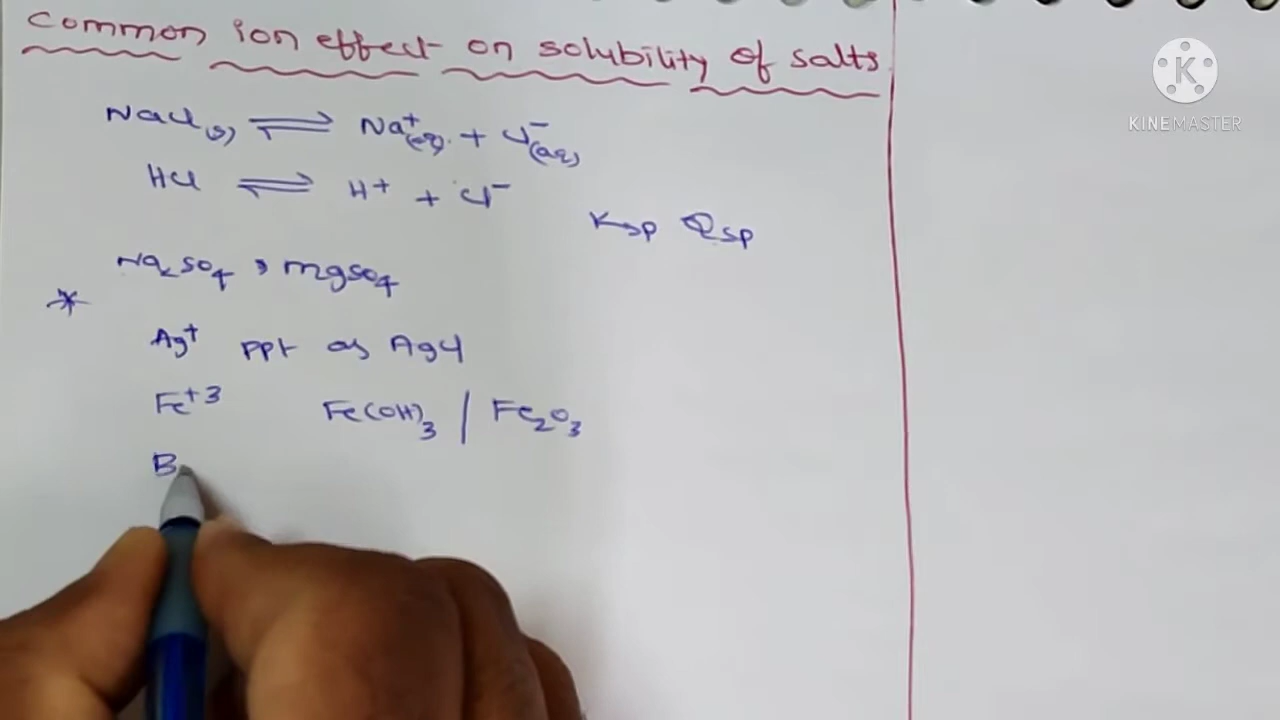 Common ion effect on solubility of salts
NaCl(s) ⇌ Na+(aq) + Cl-(aq)
HCl ⇌ H+ + Cl-
Ksp Qsp
Na2SO4 , MgSO4
*
Ag+ ppt as AgCl
Fe+3 Fe(OH)3 / Fe2O3
B
K
KINEMASTER